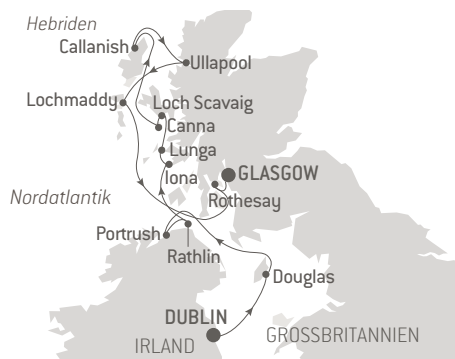 Hebriden
Callanish
Ullapool
Lochmaddy
Loch Scavaig
Canna
Lunga
Iona
GLASGOW
Nordatlantik
Rothesay
Portrush
Rathlin
Douglas
DUBLIN
GROSSBRITANNIEN
IRLAND